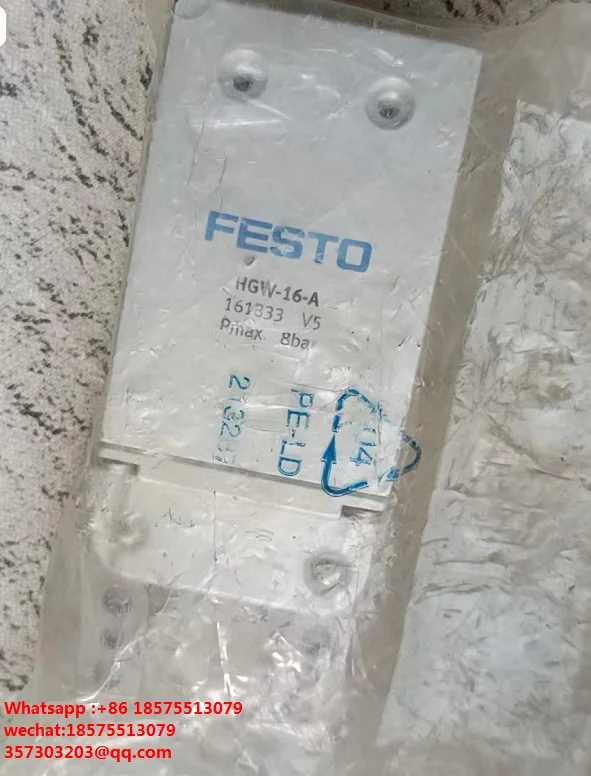 FESTO
HGW-16-A
161833 V5
Pmax. 8bar
04
PE-LD
Whatsapp :+86 18575513079
wechat:18575513079
357303203@qq.com